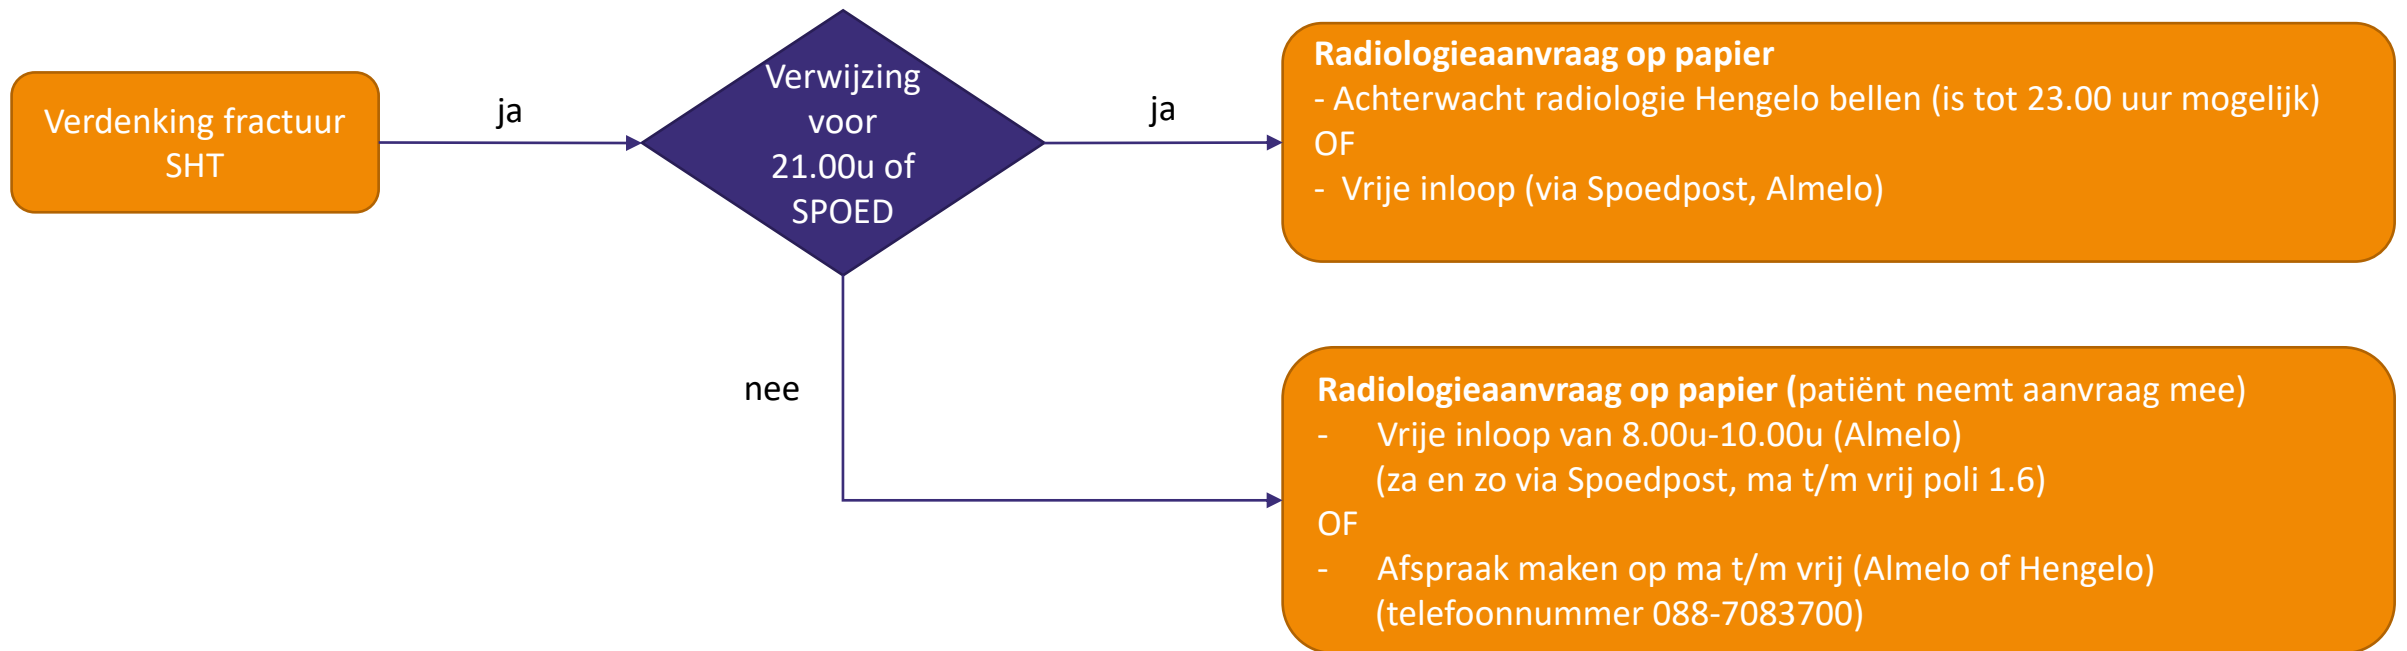 Verdenking fractuur
SHT
ja
Verwijzing
voor
21.00u of
SPOED
ja
Radiologieaanvraag op papier
- Achterwacht radiologie Hengelo bellen (is tot 23.00 uur mogelijk)
OF
- Vrije inloop (via Spoedpost, Almelo)
nee
Radiologieaanvraag op papier (patiënt neemt aanvraag mee)
- Vrije inloop van 8.00u-10.00u (Almelo)
(za en zo via Spoedpost, ma t/m vrij poli 1.6)
OF
- Afspraak maken op ma t/m vrij (Almelo of Hengelo)
(telefoonnummer 088-7083700)